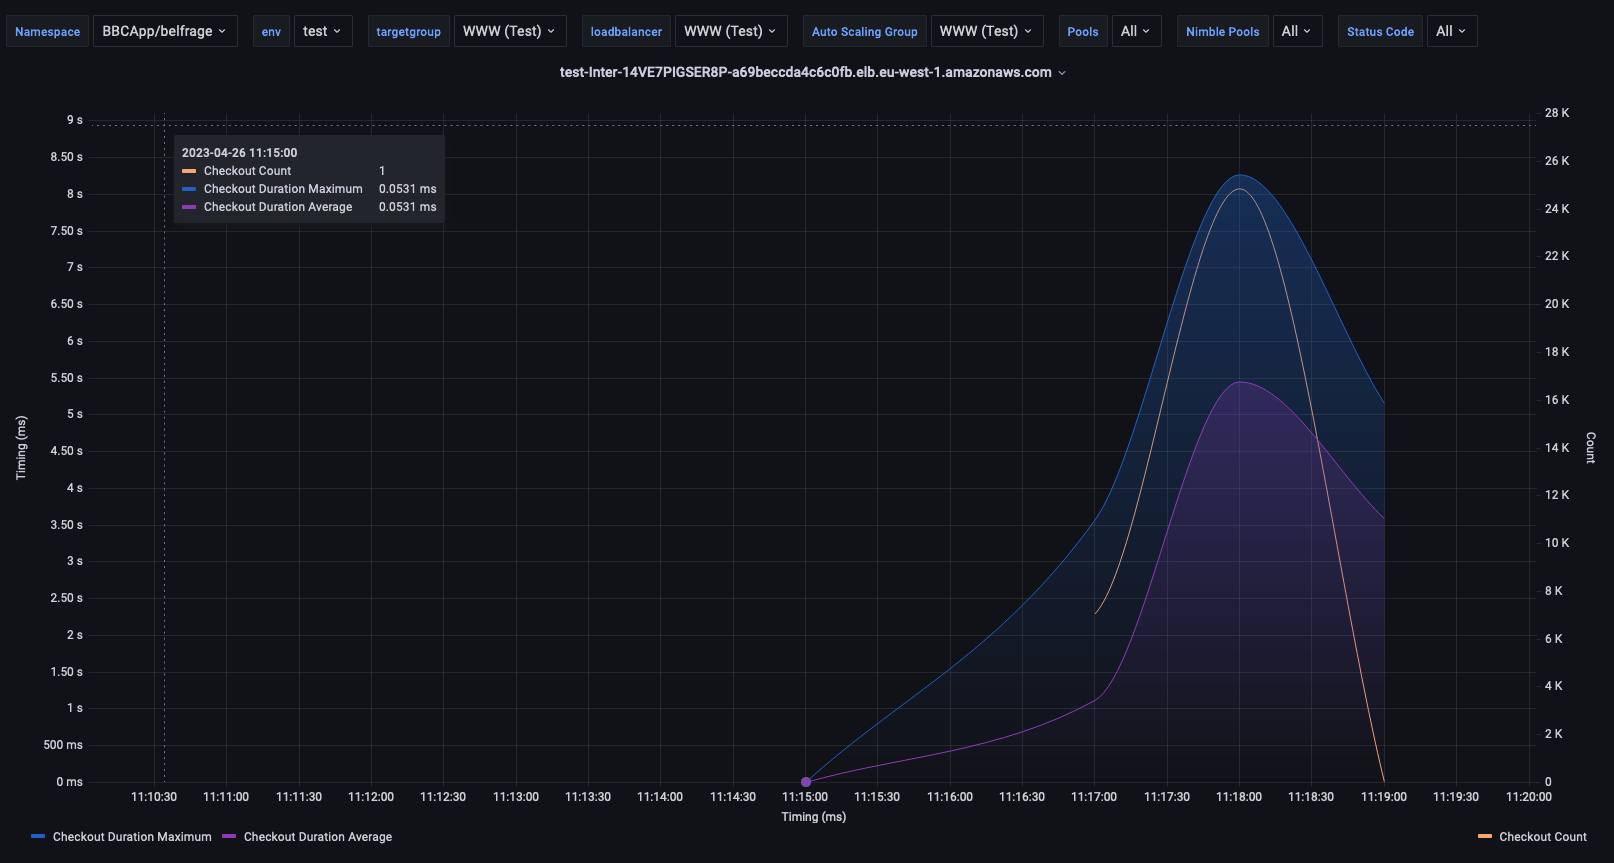 Namespace BBCApp/belfrage env test targetgroup WWW (Test) loadbalancer WWW (Test) Auto Scaling Group WWW (Test) Pools All Nimble Pools All Status Code All
test-Inter-14VE7PIGSER8P-a69beccda4c6c0fb.elb.eu-west-1.amazonaws.com
9 s
8.50 s
8 s
7.50 s
7 s
6.50 s
6 s
5.50 s
5 s
4.50 s
4 s
3.50 s
3 s
2.50 s
2 s
1.50 s
1 s
500 ms
0 ms
Timing (ms)
2023-04-26 11:15:00
Checkout Count 1
Checkout Duration Maximum 0.0531 ms
Checkout Duration Average 0.0531 ms
28 K
26 K
24 K
22 K
20 K
18 K
16 K
14 K
12 K
10 K
8 K
6 K
4 K
2 K
0
Count
11:10:30 11:11:00 11:11:30 11:12:00 11:12:30 11:13:00 11:13:30 11:14:00 11:14:30 11:15:00 11:15:30 11:16:00 11:16:30 11:17:00 11:17:30 11:18:00 11:18:30 11:19:00 11:19:30 11:20:00
Timing (ms)
Checkout Duration Maximum Checkout Duration Average Checkout Count